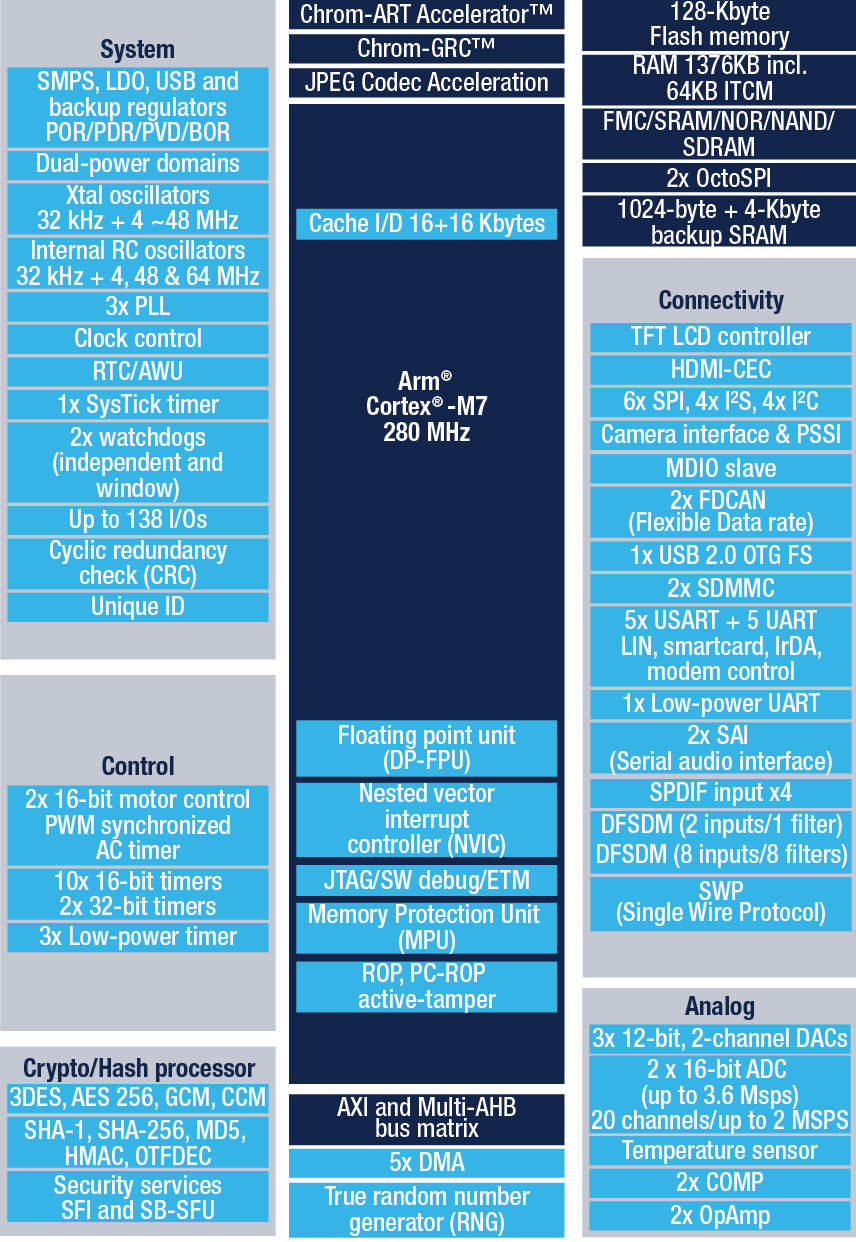 System
SMPS, LDO, USB and
backup regulators
POR/PDR/PVD/BOR
Dual-power domains
Xtal oscillators
32 kHz + 4 ~48 MHz
Internal RC oscillators
32 kHz + 4, 48 & 64 MHz
3x PLL
Clock control
RTC/AWU
1x SysTick timer
2x watchdogs
(independent and
window)
Up to 138 I/Os
Cyclic redundancy
check (CRC)
Unique ID
Control
2x 16-bit motor control
PWM synchronized
AC timer
10x 16-bit timers
2x 32-bit timers
3x Low-power timer
Crypto/Hash processor
3DES, AES 256, GCM, CCM
SHA-1, SHA-256, MD5,
HMAC, OTFDEC
Security services
SFI and SB-SFU
Chrom-ART Accelerator™
Chrom-GRC™
JPEG Codec Acceleration
Cache I/D 16+16 Kbytes
Arm®
Cortex® -M7
280 MHz
Floating point unit
(DP-FPU)
Nested vector
interrupt
controller (NVIC)
JTAG/SW debug/ETM
Memory Protection Unit
(MPU)
ROP, PC-ROP
active-tamper
AXI and Multi-AHB
bus matrix
5x DMA
True random number
generator (RNG)
128-Kbyte
Flash memory
RAM 1376KB incl.
64KB ITCM
FMC/SRAM/NOR/NAND/
SDRAM
2x OctoSPI
1024-byte + 4-Kbyte
backup SRAM
Connectivity
TFT LCD controller
HDMI-CEC
6x SPI, 4x I²S, 4x I²C
Camera interface & PSSI
MDIO slave
2x FDCAN
(Flexible Data rate)
1x USB 2.0 OTG FS
2x SDMMC
5x USART + 5 UART
LIN, smartcard, IrDA,
modem control
1x Low-power UART
2x SAI
(Serial audio interface)
SPDIF input x4
DFSDM (2 inputs/1 filter)
DFSDM (8 inputs/8 filters)
SWP
(Single Wire Protocol)
Analog
3x 12-bit, 2-channel DACs
2 x 16-bit ADC
(up to 3.6 Msps)
20 channels/up to 2 MSPS
Temperature sensor
2x COMP
2x OpAmp